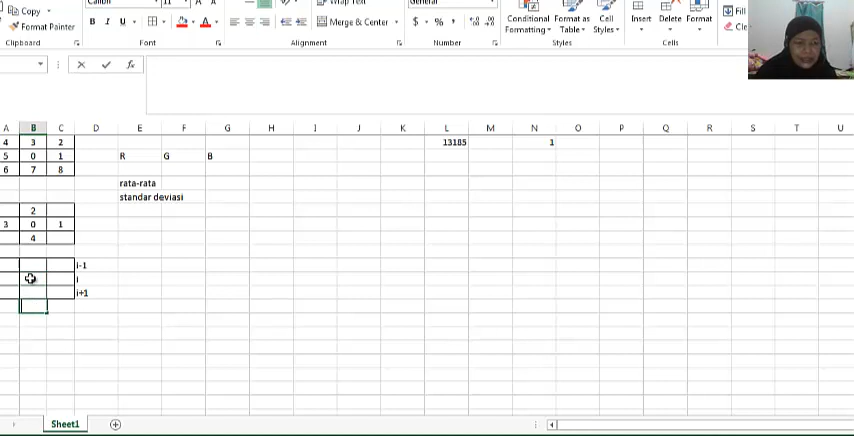 Copy
Calibri 11 A A
Wrap Text
General
Fill
Format Painter
B I U A
Merge & Center
$ % ,
Conditional Formatting
Format as Table
Cell Styles
Insert
Delete
Format
Cle
Clipboard
Font
Alignment
Number
Styles
Cells
fx
A B C D E F G H I J K L M N O P Q R S T U
4 3 2 13185 1
5 0 1 R G B
6 7 8
rata-rata
standar deviasi
2
3 0 1
4
i-1
i
i+1
Sheet1